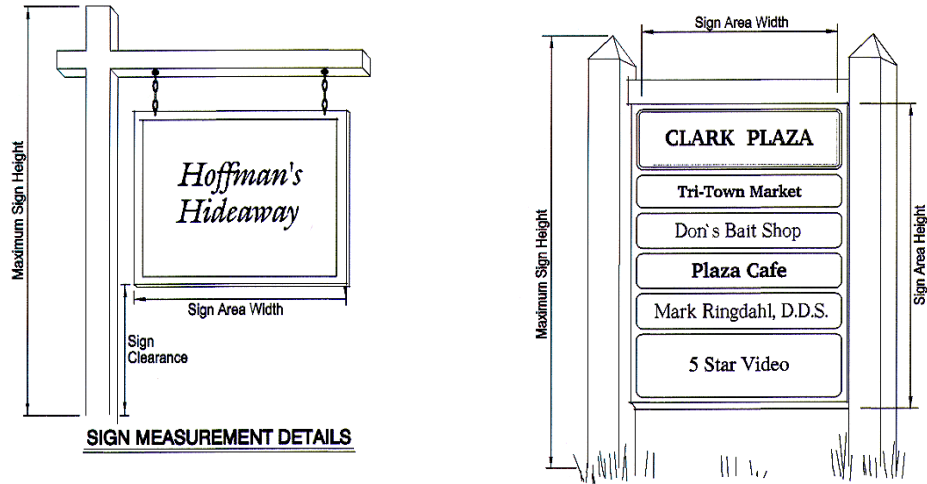 Maximum Sign Height
Hoffman's
Hideaway
Sign Area Width
Sign
Clearance
SIGN MEASUREMENT DETAILS
Sign Area Width
Maximum Sign Height
CLARK PLAZA
Tri-Town Market
Don`s Bait Shop
Plaza Cafe
Mark Ringdahl, D.D.S.
5 Star Video
Sign Area Height